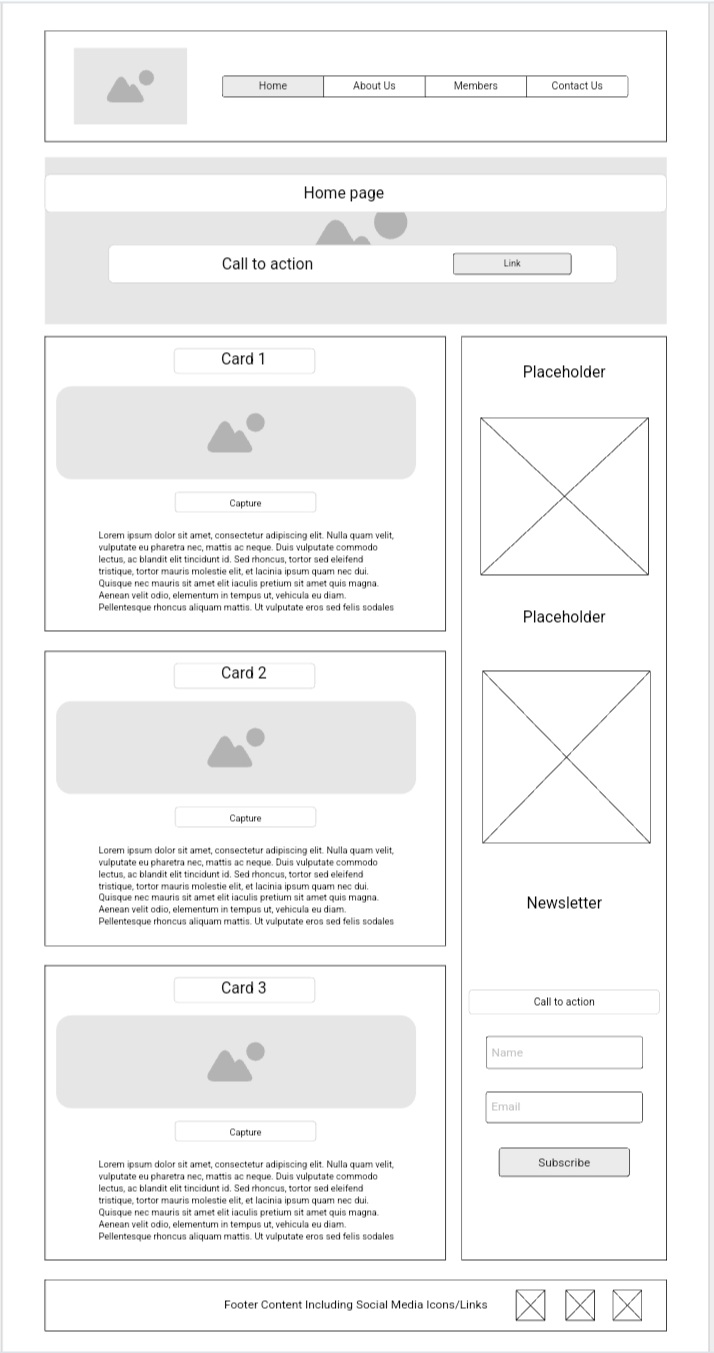 Home
About Us
Members
Contact Us
Home page
Call to action
Link
Card 1
Capture
Lorem ipsum dolor sit amet, consectetur adipiscing elit. Nulla quam velit,
vulputate eu pharetra nec, mattis ac neque. Duis vulputate commodo
lectus, ac blandit elit tincidunt id. Sed rhoncus, tortor sed eleifend
tristique, tortor mauris molestie elit, et lacinia ipsum quam nec dui.
Quisque nec mauris sit amet elit iaculis pretium sit amet quis magna.
Aenean velit odio, elementum in tempus ut, vehicula eu diam.
Pellentesque rhoncus aliquam mattis. Ut vulputate eros sed felis sodales
Card 2
Capture
Lorem ipsum dolor sit amet, consectetur adipiscing elit. Nulla quam velit,
vulputate eu pharetra nec, mattis ac neque. Duis vulputate commodo
lectus, ac blandit elit tincidunt id. Sed rhoncus, tortor sed eleifend
tristique, tortor mauris molestie elit, et lacinia ipsum quam nec dui.
Quisque nec mauris sit amet elit iaculis pretium sit amet quis magna.
Aenean velit odio, elementum in tempus ut, vehicula eu diam.
Pellentesque rhoncus aliquam mattis. Ut vulputate eros sed felis sodales
Card 3
Capture
Lorem ipsum dolor sit amet, consectetur adipiscing elit. Nulla quam velit,
vulputate eu pharetra nec, mattis ac neque. Duis vulputate commodo
lectus, ac blandit elit tincidunt id. Sed rhoncus, tortor sed eleifend
tristique, tortor mauris molestie elit, et lacinia ipsum quam nec dui.
Quisque nec mauris sit amet elit iaculis pretium sit amet quis magna.
Aenean velit odio, elementum in tempus ut, vehicula eu diam.
Pellentesque rhoncus aliquam mattis. Ut vulputate eros sed felis sodales
Placeholder
Placeholder
Newsletter
Call to action
Name
Email
Subscribe
Footer Content Including Social Media Icons/Links